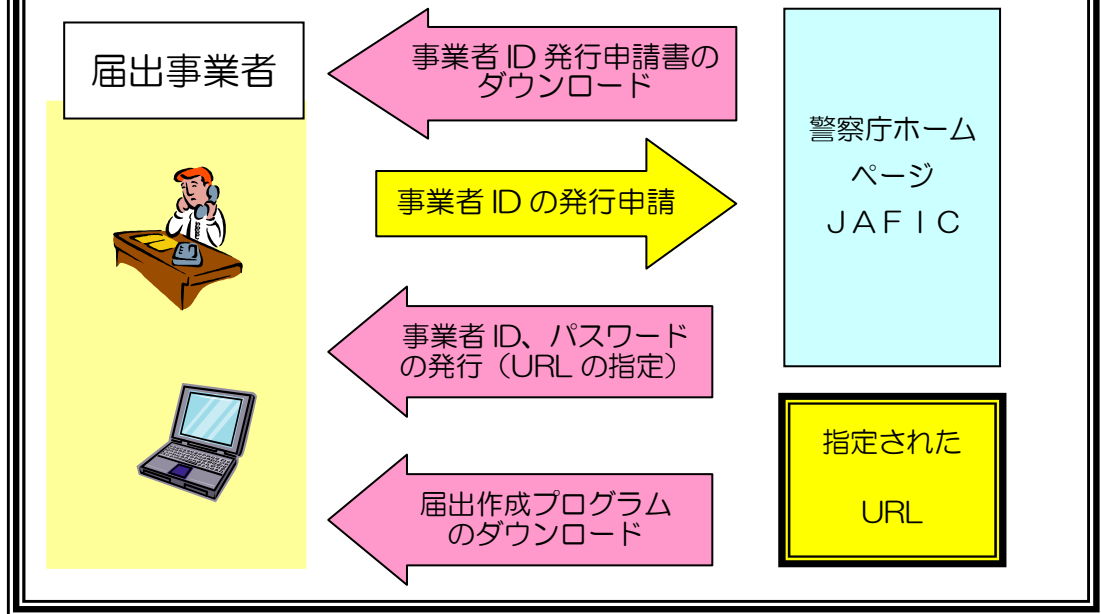 届出事業者
事業者 ID 発行申請書の
ダウンロード
警察庁ホーム
ページ
ＪＡＦＩＣ
事業者 ID の発行申請
事業者 ID、パスワード
の発行（URL の指定）
指定された
URL
届出作成プログラム
のダウンロード